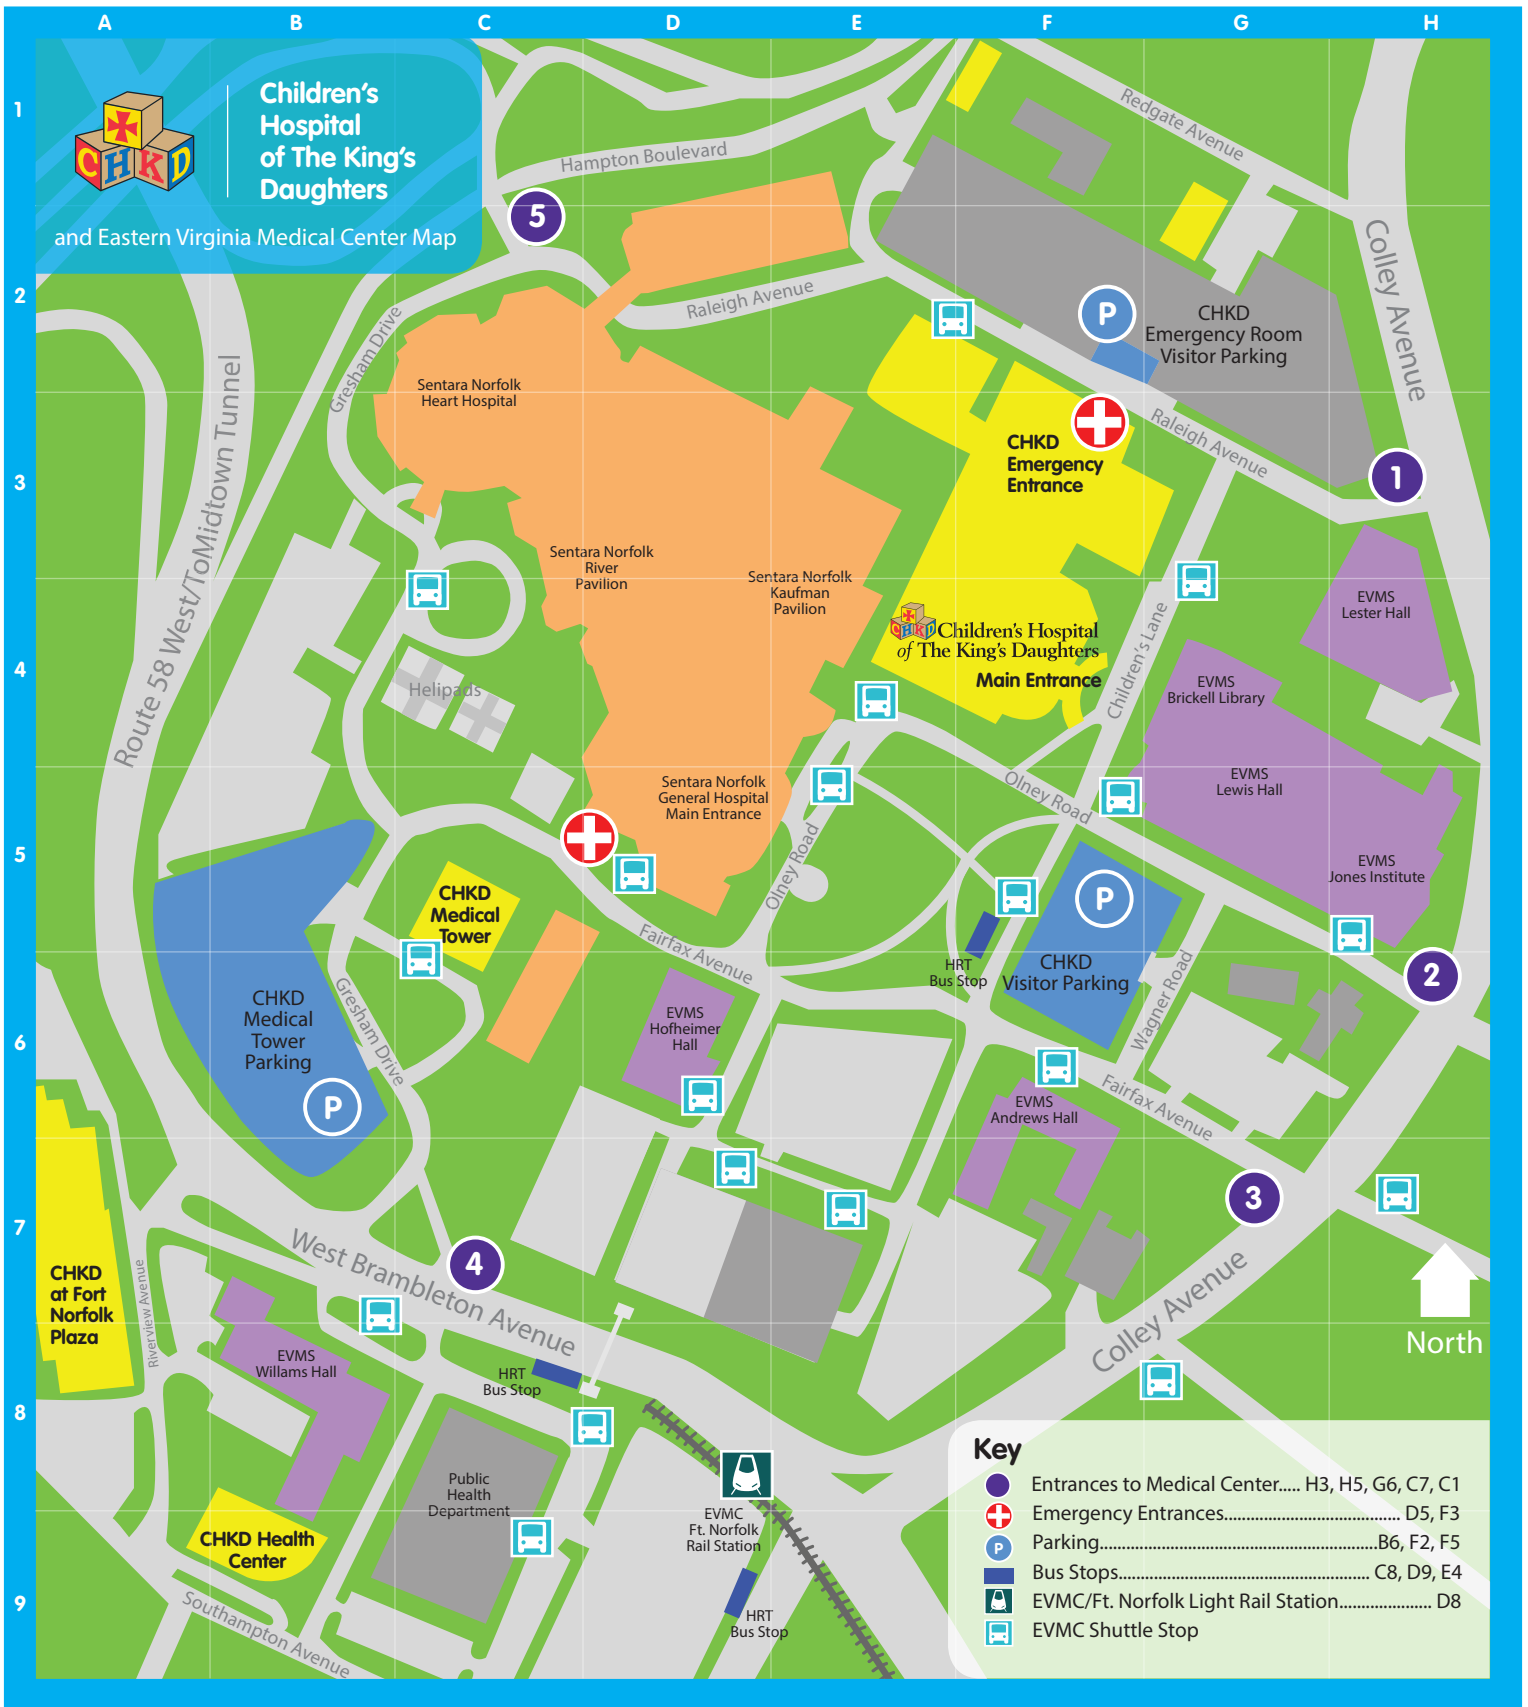 A B C D E F G H
1
2
3
4
5
6
7
8
9
CHKD
Children's
Hospital
of The King's
Daughters
and Eastern Virginia Medical Center Map
Redgate Avenue
Hampton Boulevard
5
Colley Avenue
Raleigh Avenue
P
CHKD
Emergency Room
Visitor Parking
Gresham Drive
Sentara Norfolk
Heart Hospital
Route 58 West/ToMidtown Tunnel
CHKD
Emergency
Entrance
Raleigh Avenue
1
Sentara Norfolk
River
Pavilion
Sentara Norfolk
Kaufman
Pavilion
EVMS
Lester Hall
CHKD
Children's Hospital
of The King's Daughters
Main Entrance
Children's Lane
Helipads
EVMS
Brickell Library
EVMS
Lewis Hall
Sentara Norfolk
General Hospital
Main Entrance
Olney Road
Olney Road
EVMS
Jones Institute
P
CHKD
Medical
Tower
Fairfax Avenue
HRT
Bus Stop
CHKD
Visitor Parking
Wagner Road
2
CHKD
Medical
Tower
Parking
P
Gresham Drive
EVMS
Hofheimer
Hall
EVMS
Andrews Hall
Fairfax Avenue
3
4
West Brambleton Avenue
Colley Avenue
North
CHKD
at Fort
Norfolk
Plaza
Riverview Avenue
EVMS
Willams Hall
HRT
Bus Stop
Public
Health
Department
EVMC
Ft. Norfolk
Rail Station
CHKD Health
Center
HRT
Bus Stop
Southampton Avenue
Key
Entrances to Medical Center..... H3, H5, G6, C7, C1
Emergency Entrances........................................ D5, F3
P Parking...............................................................B6, F2, F5
Bus Stops......................................................... C8, D9, E4
EVMC/Ft. Norfolk Light Rail Station..................... D8
EVMC Shuttle Stop